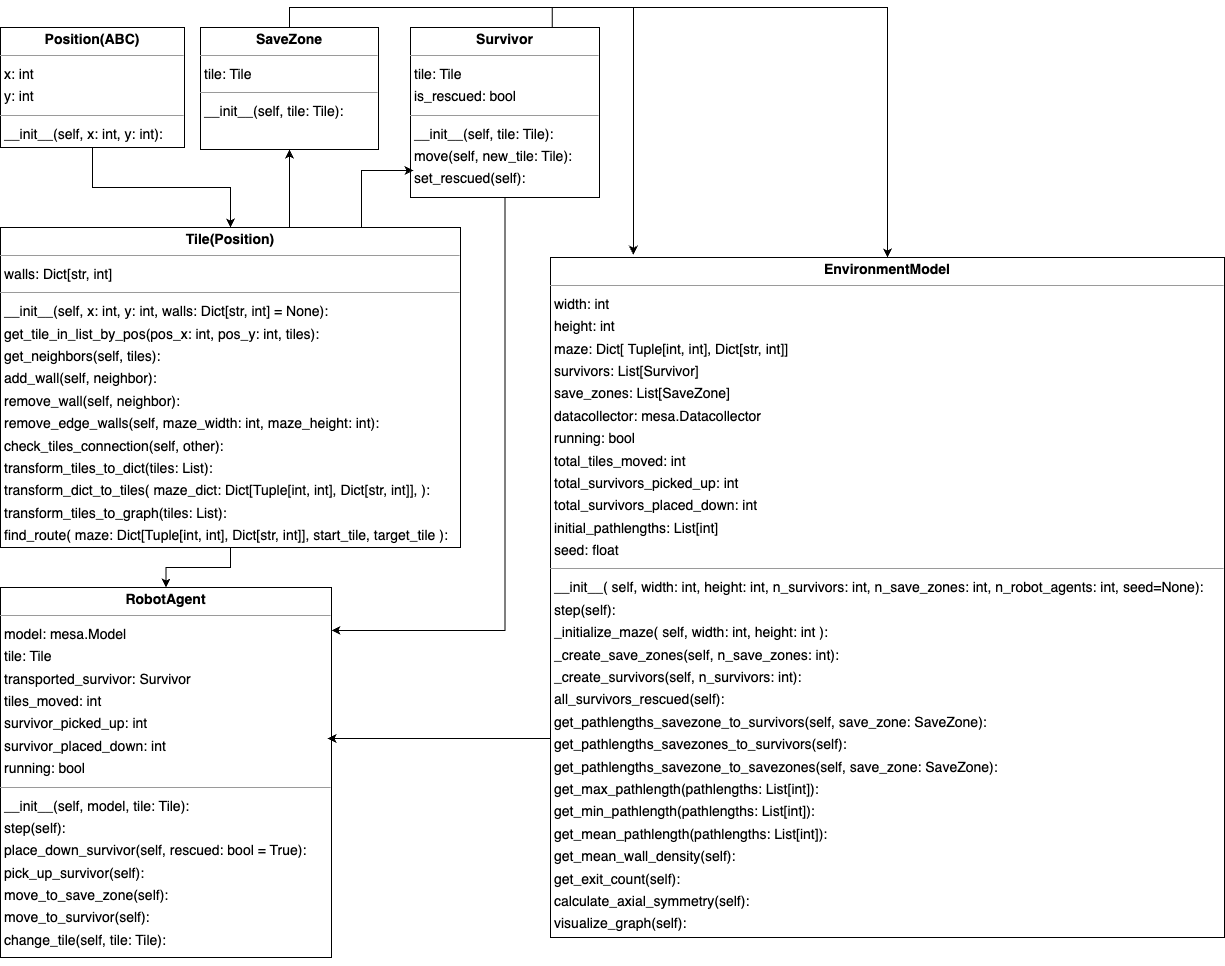 Position(ABC)
x: int
y: int
__init__(self, x: int, y: int):
SaveZone
tile: Tile
__init__(self, tile: Tile):
Survivor
tile: Tile
is_rescued: bool
__init__(self, tile: Tile):
move(self, new_tile: Tile):
set_rescued(self):
Tile(Position)
walls: Dict[str, int]
__init__(self, x: int, y: int, walls: Dict[str, int] = None):
get_tile_in_list_by_pos(pos_x: int, pos_y: int, tiles):
get_neighbors(self, tiles):
add_wall(self, neighbor):
remove_wall(self, neighbor):
remove_edge_walls(self, maze_width: int, maze_height: int):
check_tiles_connection(self, other):
transform_tiles_to_dict(tiles: List):
transform_dict_to_tiles( maze_dict: Dict[Tuple[int, int], Dict[str, int]], ):
transform_tiles_to_graph(tiles: List):
find_route( maze: Dict[Tuple[int, int], Dict[str, int]], start_tile, target_tile ):
RobotAgent
model: mesa.Model
tile: Tile
transported_survivor: Survivor
tiles_moved: int
survivor_picked_up: int
survivor_placed_down: int
running: bool
__init__(self, model, tile: Tile):
step(self):
place_down_survivor(self, rescued: bool = True):
pick_up_survivor(self):
move_to_save_zone(self):
move_to_survivor(self):
change_tile(self, tile: Tile):
EnvironmentModel
width: int
height: int
maze: Dict[ Tuple[int, int], Dict[str, int]]
survivors: List[Survivor]
save_zones: List[SaveZone]
datacollector: mesa.Datacollector
running: bool
total_tiles_moved: int
total_survivors_picked_up: int
total_survivors_placed_down: int
initial_pathlengths: List[int]
seed: float
__init__( self, width: int, height: int, n_survivors: int, n_save_zones: int, n_robot_agents: int, seed=None):
step(self):
_initialize_maze( self, width: int, height: int ):
_create_save_zones(self, n_save_zones: int):
_create_survivors(self, n_survivors: int):
all_survivors_rescued(self):
get_pathlengths_savezone_to_survivors(self, save_zone: SaveZone):
get_pathlengths_savezones_to_survivors(self):
get_pathlengths_savezone_to_savezones(self, save_zone: SaveZone):
get_max_pathlength(pathlengths: List[int]):
get_min_pathlength(pathlengths: List[int]):
get_mean_pathlength(pathlengths: List[int]):
get_mean_wall_density(self):
get_exit_count(self):
calculate_axial_symmetry(self):
visualize_graph(self):